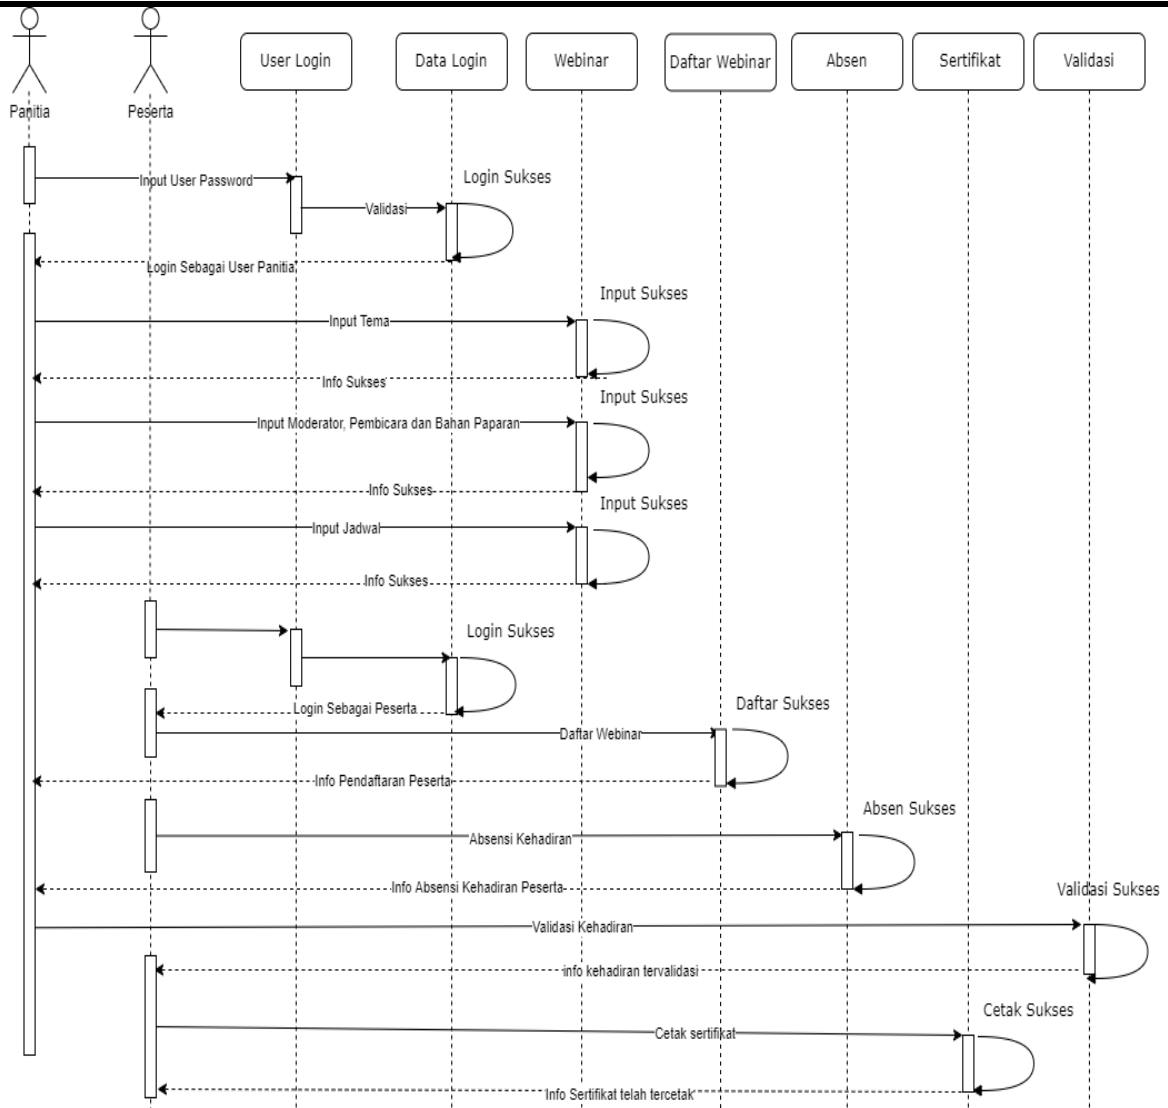 Panitia
Peserta
User Login
Data Login
Webinar
Daftar Webinar
Absen
Sertifikat
Validasi
Input User Password
Login Sukses
Validasi
Login Sebagai User Panitia
Input Sukses
Input Tema
Info Sukses
Input Sukses
Input Moderator, Pembicara dan Bahan Paparan
Info Sukses
Input Sukses
Input Jadwal
Info Sukses
Login Sukses
Login Sebagai Peserta
Daftar Sukses
Daftar Webinar
Info Pendaftaran Peserta
Absen Sukses
Absensi Kehadiran
Info Absensi Kehadiran Peserta
Validasi Sukses
Validasi Kehadiran
info kehadiran tervalidasi
Cetak Sukses
Cetak sertifikat
Info Sertifikat telah tercetak